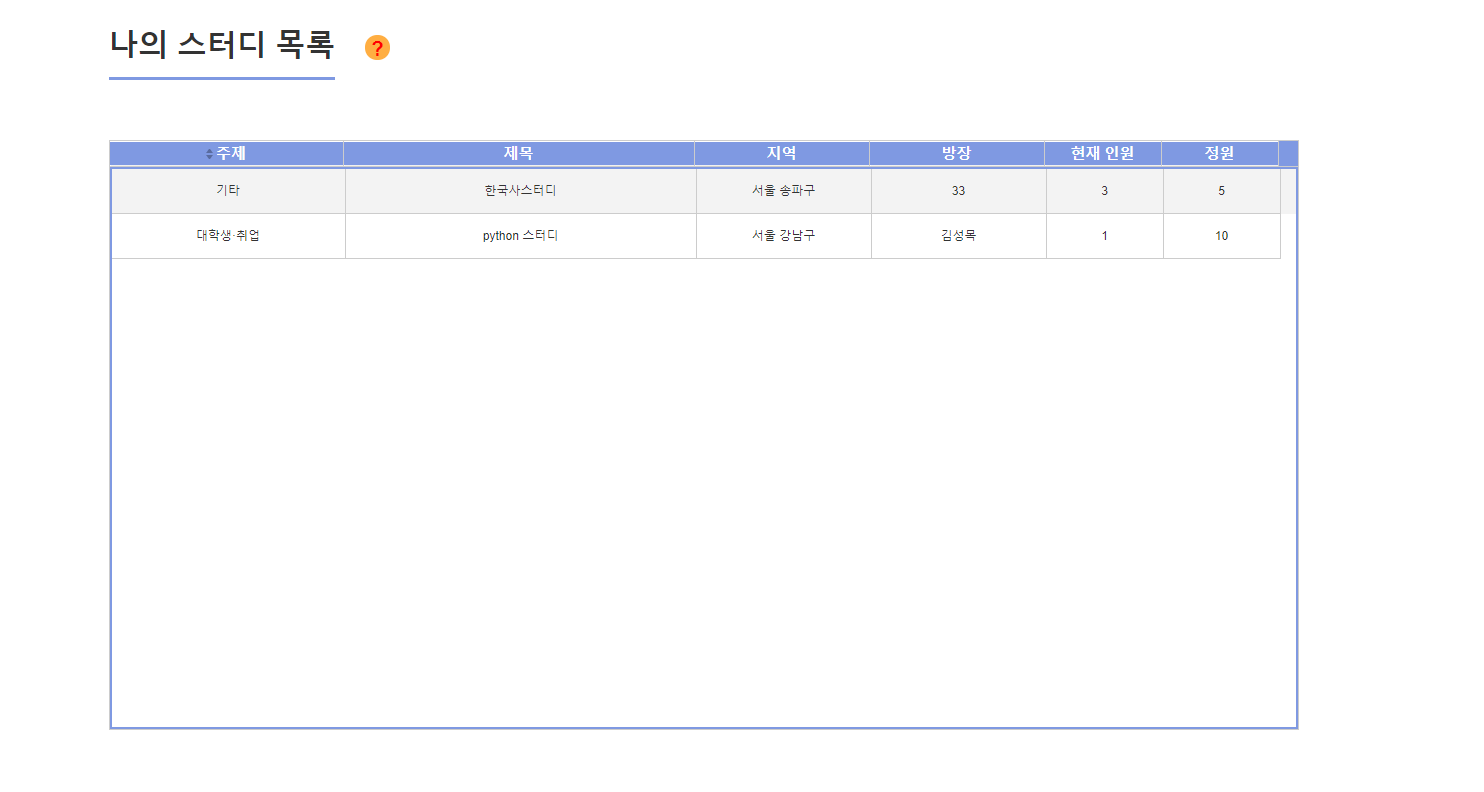 나의 스터디 목록 ?
주제 제목 지역 방장 현재 인원 정원
기타 한국사스터디 서울 송파구 33 3 5
대학생·취업 python 스터디 서울 강남구 김성목 1 10